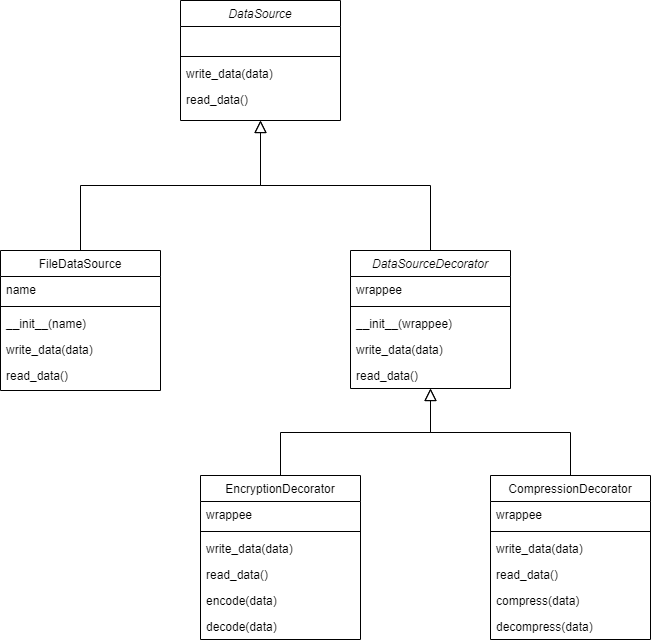 DataSource
write_data(data)
read_data()
FileDataSource
name
__init__(name)
write_data(data)
read_data()
DataSourceDecorator
wrappee
__init__(wrappee)
write_data(data)
read_data()
EncryptionDecorator
wrappee
write_data(data)
read_data()
encode(data)
decode(data)
CompressionDecorator
wrappee
write_data(data)
read_data()
compress(data)
decompress(data)